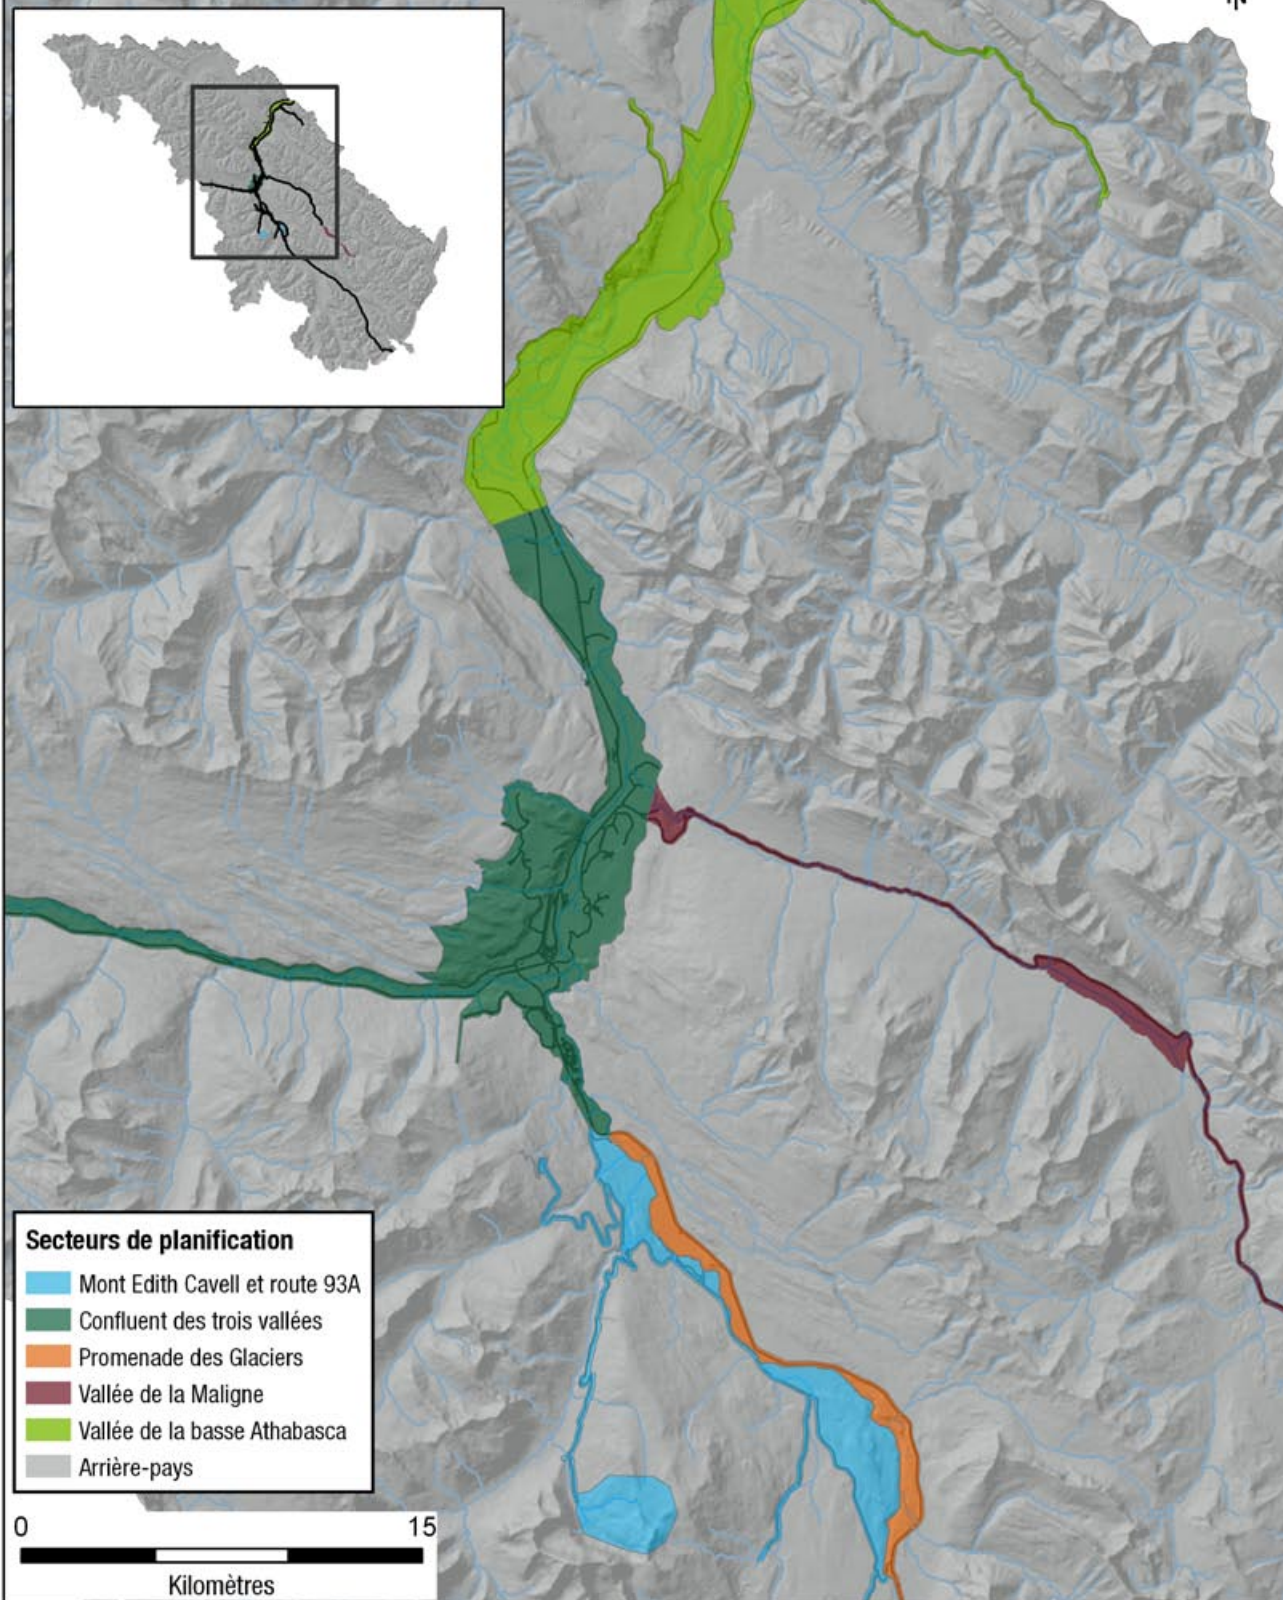 Secteurs de planification
Mont Edith Cavell et route 93A
Confluent des trois vallées
Promenade des Glaciers
Vallée de la Maligne
Vallée de la basse Athabasca
Arrière-pays
0 15
Kilomètres